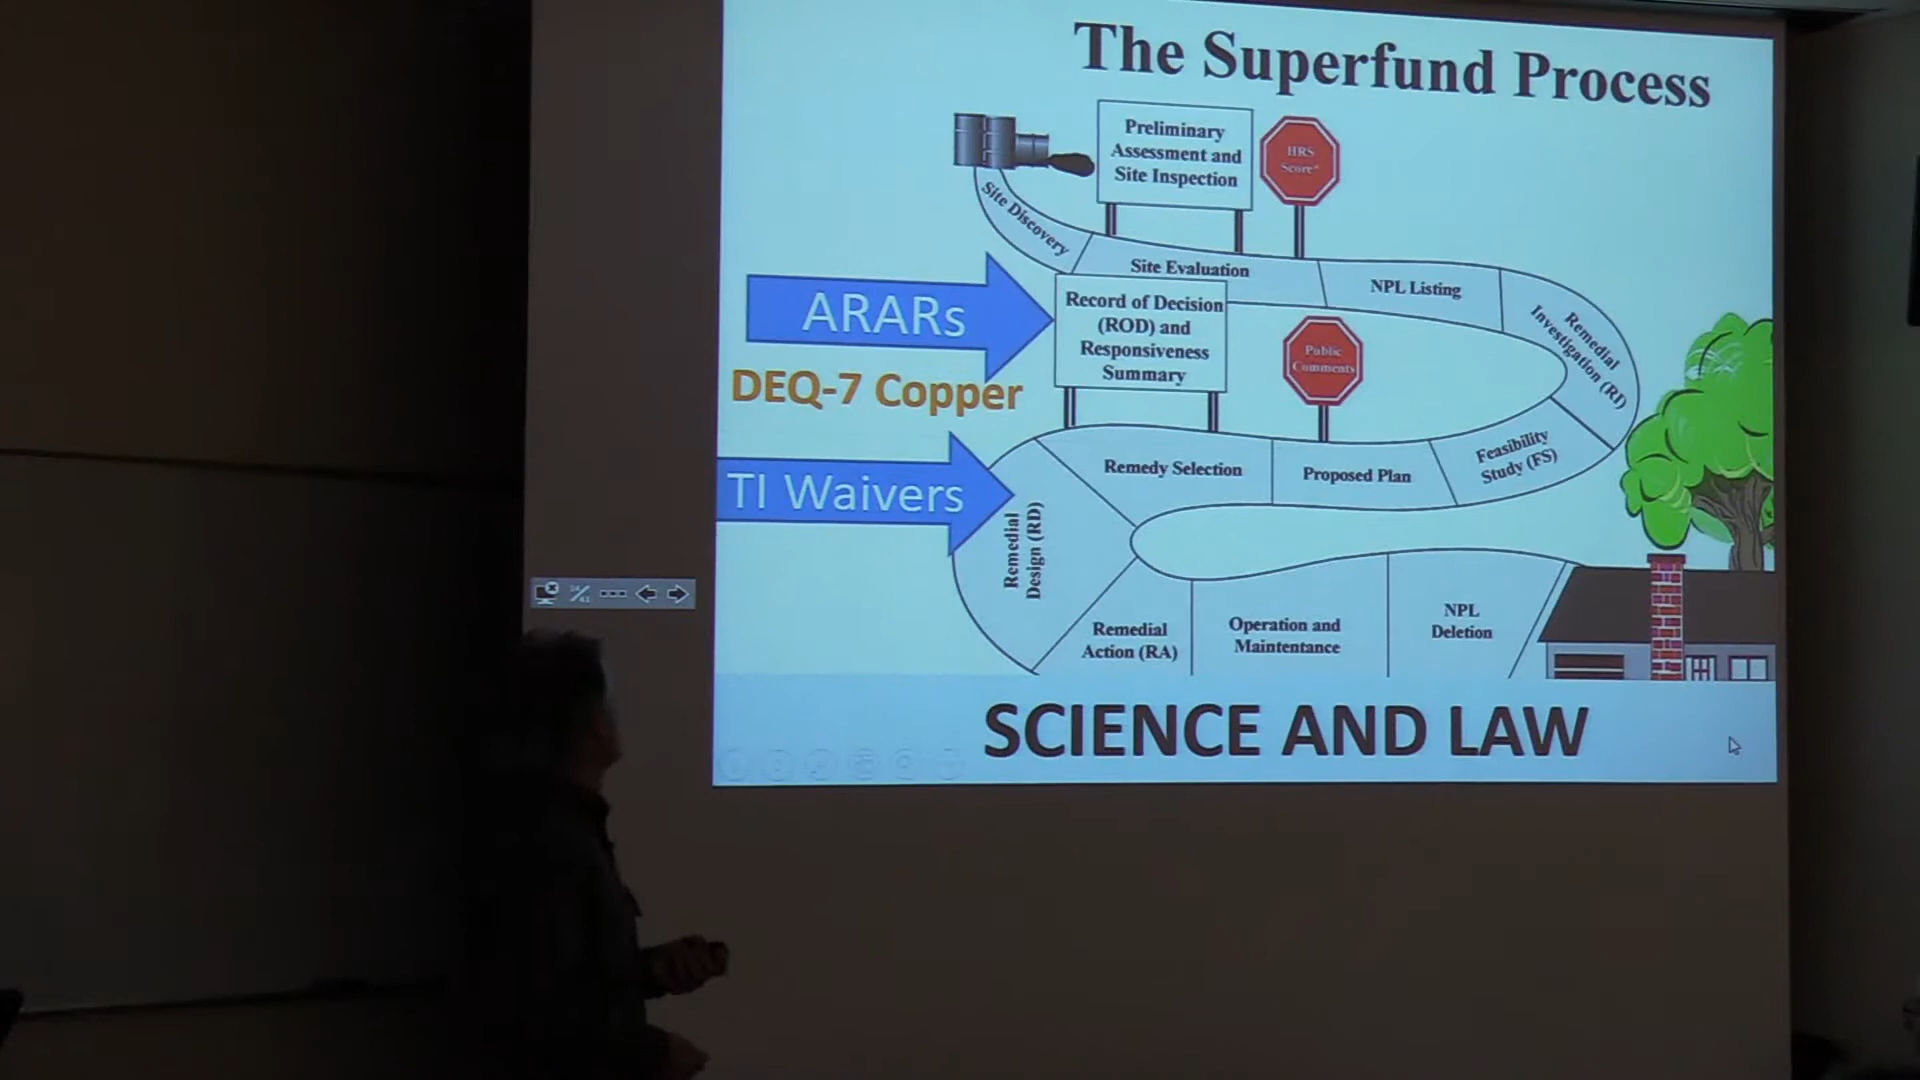 The Superfund Process
Preliminary
Assessment and
Site Inspection
HRS
Score*
Site Discovery
Site Evaluation
NPL Listing
Remedial
Investigation (RI)
ARARs
Record of Decision
(ROD) and
Responsiveness
Summary
Public
Comments
DEQ-7 Copper
TI Waivers
Remedy Selection
Proposed Plan
Feasibility
Study (FS)
Remedial
Design (RD)
Remedial
Action (RA)
Operation and
Maintentance
NPL
Deletion
SCIENCE AND LAW